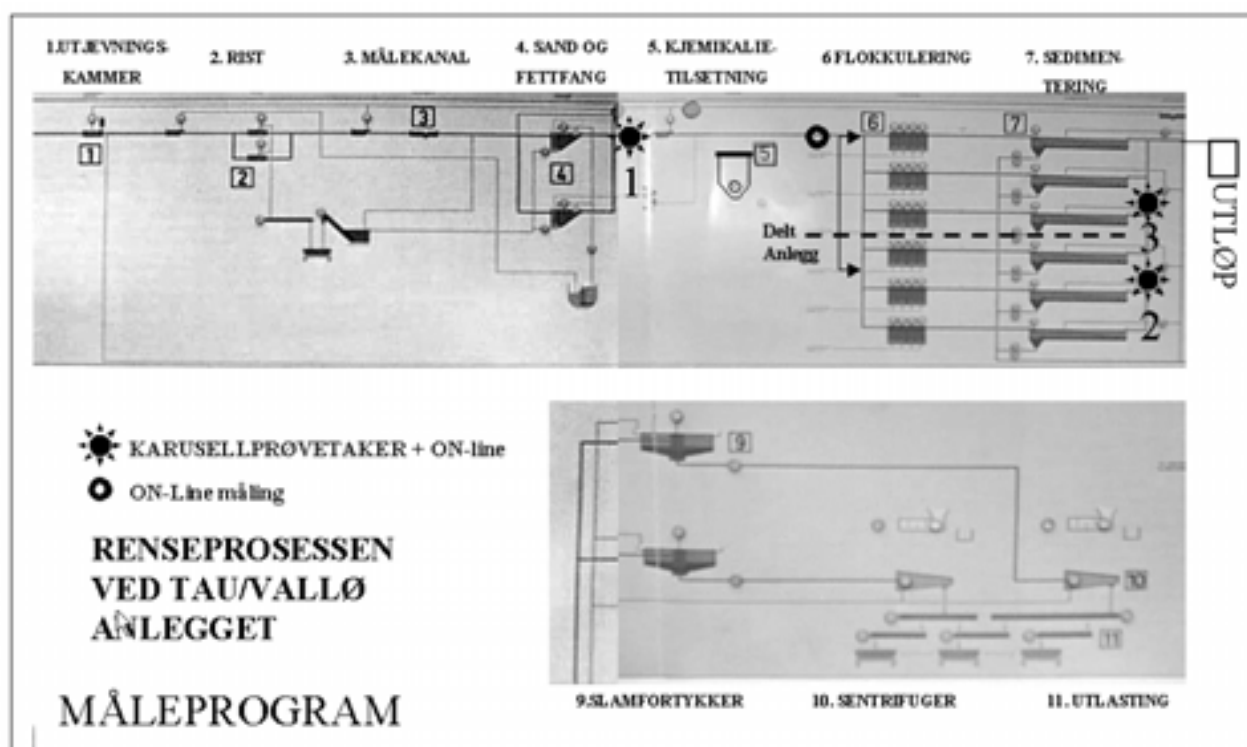 1.UTJEVNINGS-
KAMMER
2. RIST
3. MÅLEKANAL
4. SAND OG
FETTFANG
5. KJEMIKALIE-
TILSETNING
6 FLOKKULERING
7. SEDIMEN-
TERING
1
2
3
4
1
5
6
7
Delt
Anlegg
3
2
UTLØP
KARUSELLPRØVETAKER + ON-line
ON-Line måling
RENSEPROSESSEN
VED TAU/VALLØ
ANLEGGET
MÅLEPROGRAM
9
10
11
9.SLAMFORTYKKER
10. SENTRIFUGER
11. UTLASTING